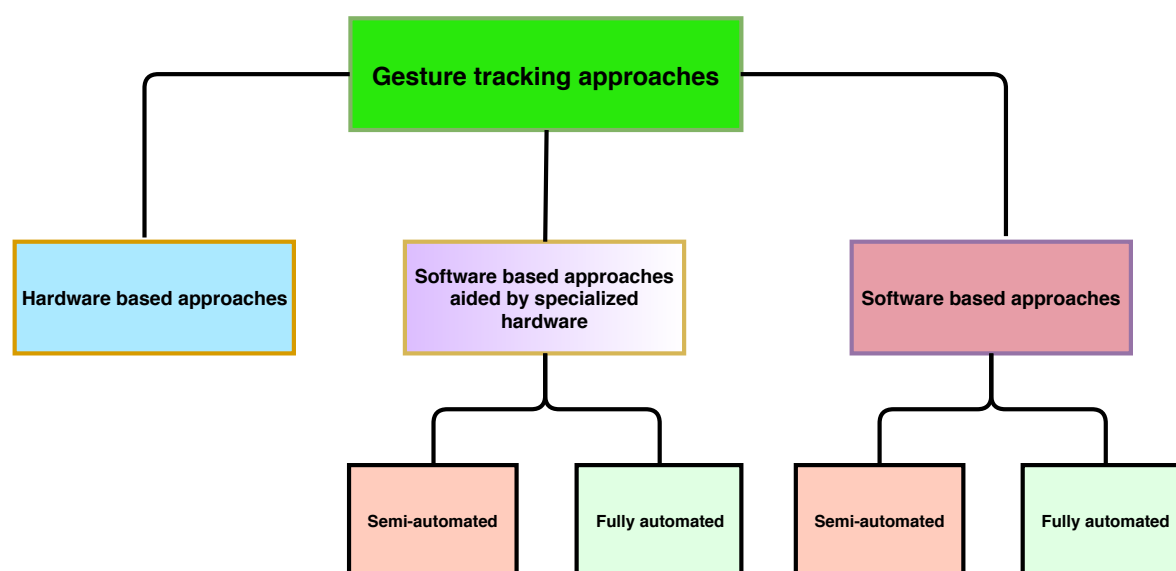 Gesture tracking approaches
Hardware based approaches
Software based approaches
aided by specialized
hardware
Software based approaches
Semi-automated
Fully automated
Semi-automated
Fully automated